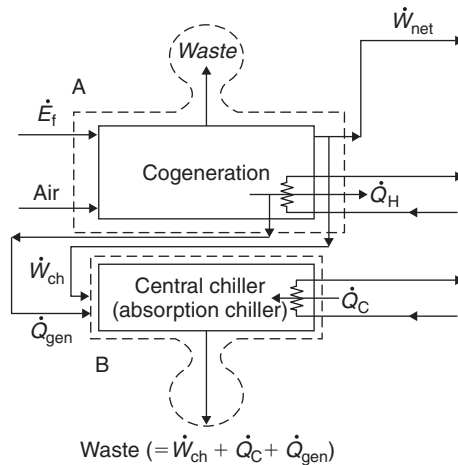 Waste
Ẇnet
A
Ėf
Cogeneration
Air
Q̇H
Ẇch
Central chiller
(absorption chiller)
Q̇C
Q̇gen
B
Waste (= Ẇch + Q̇C + Q̇gen)